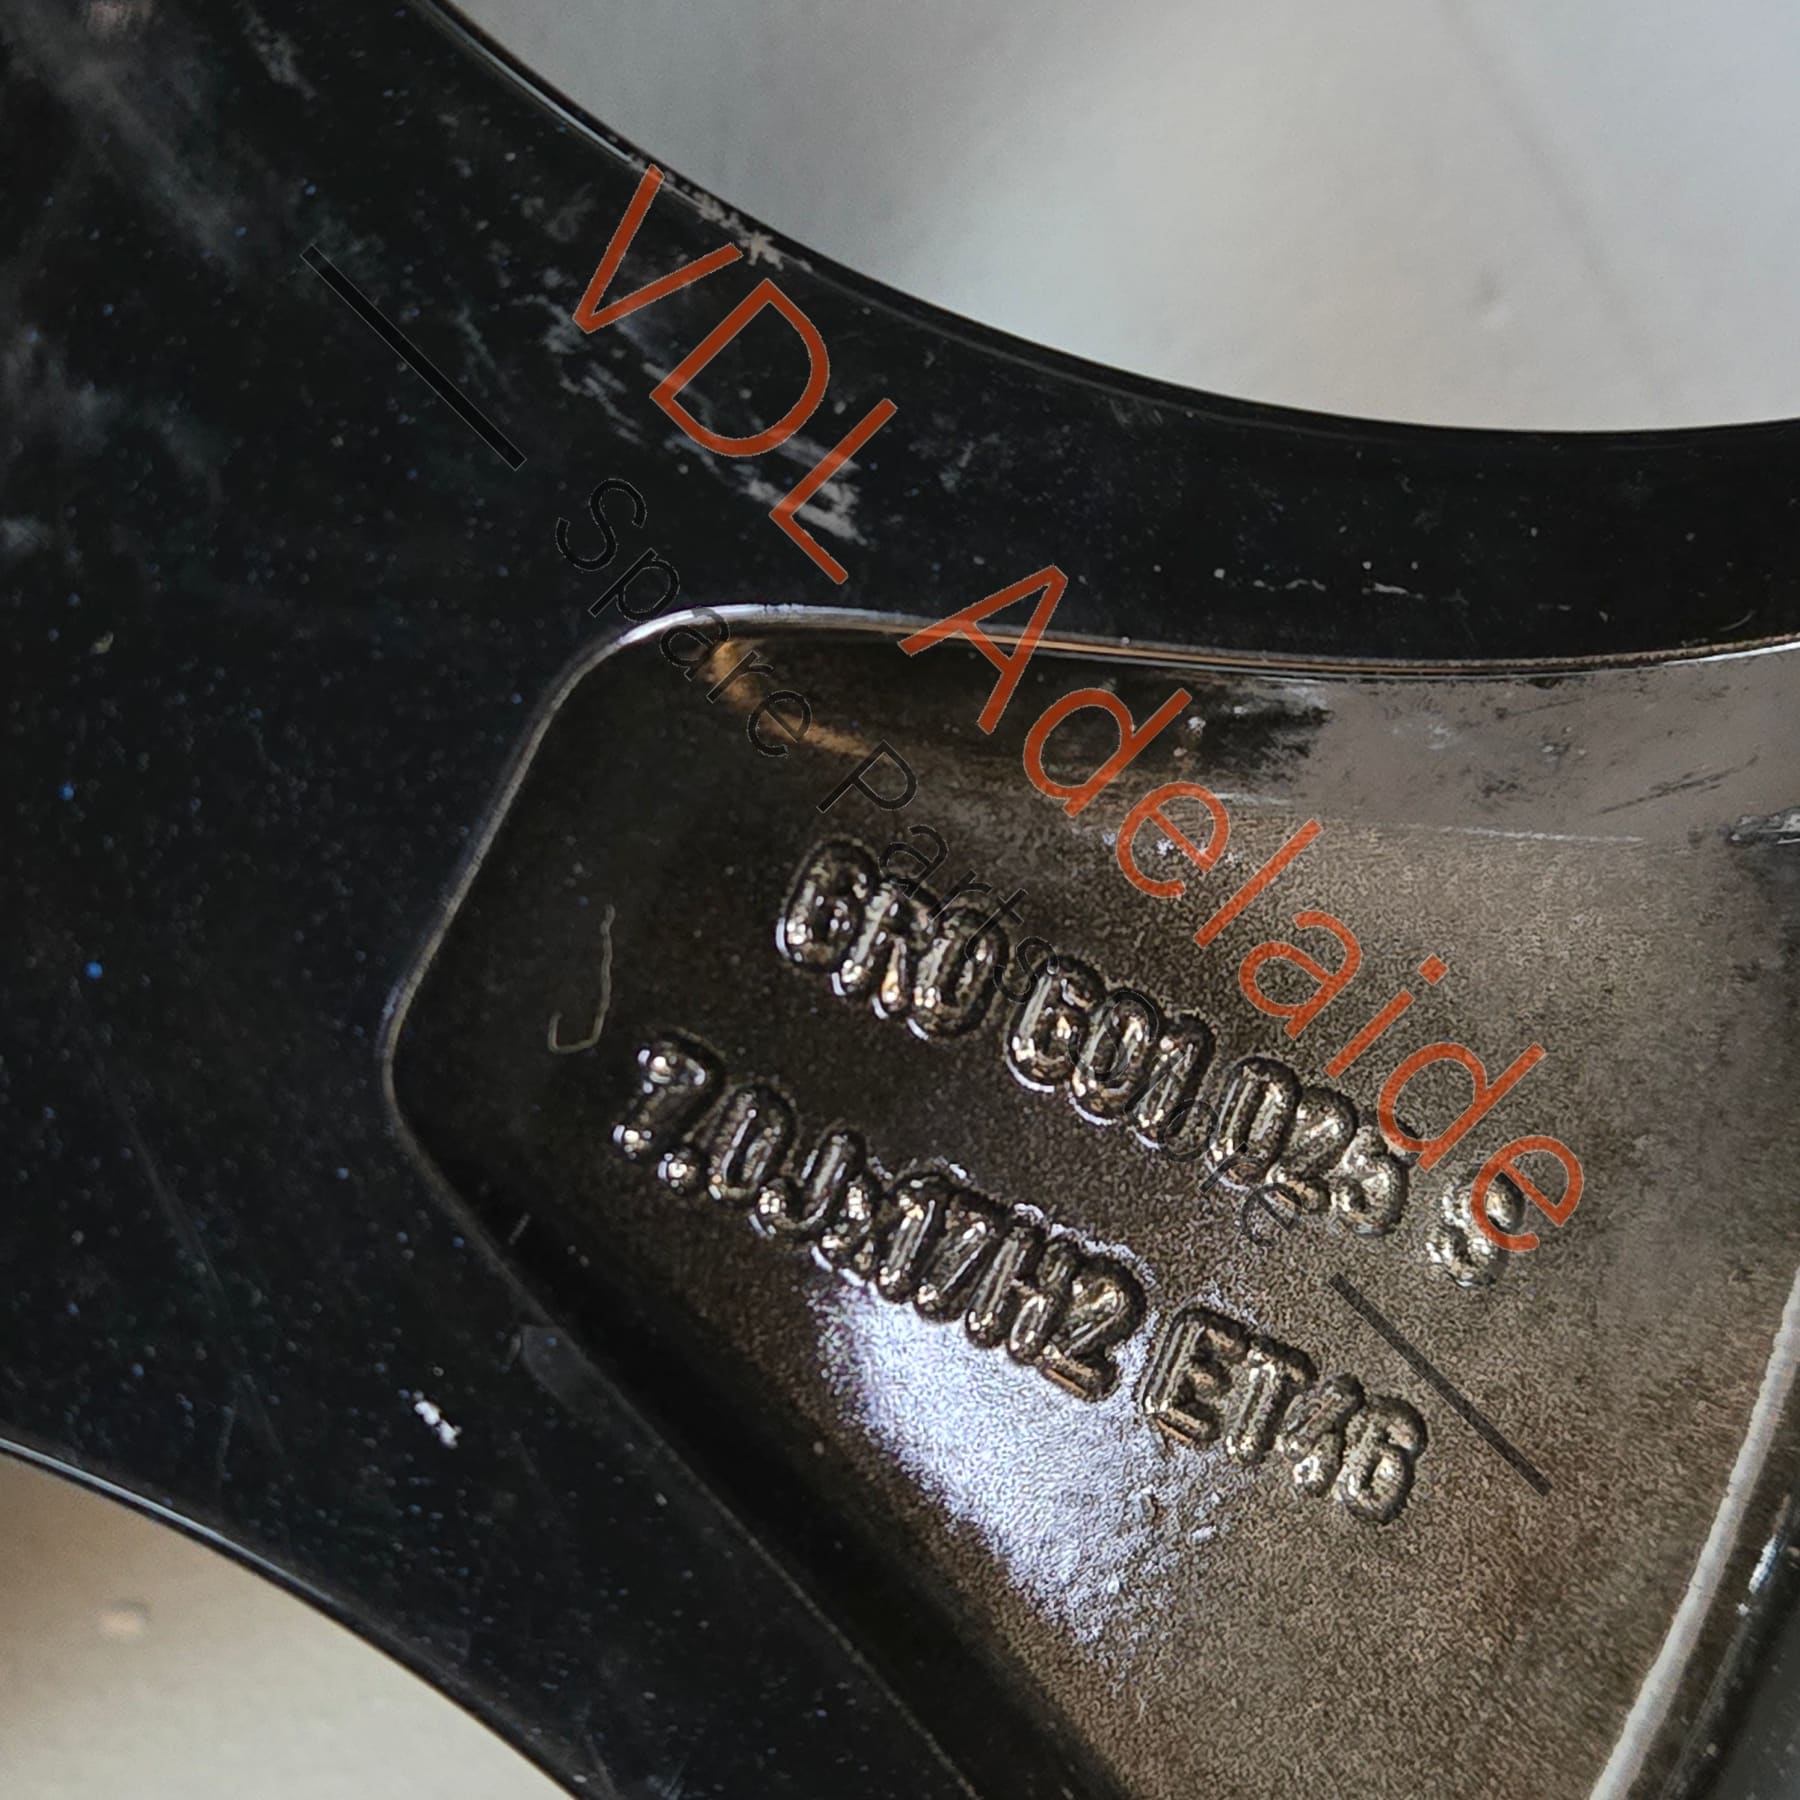 VDL Adelaide
Spare Parts Store
6R0 601 025
7.0Jx17H2 ET46